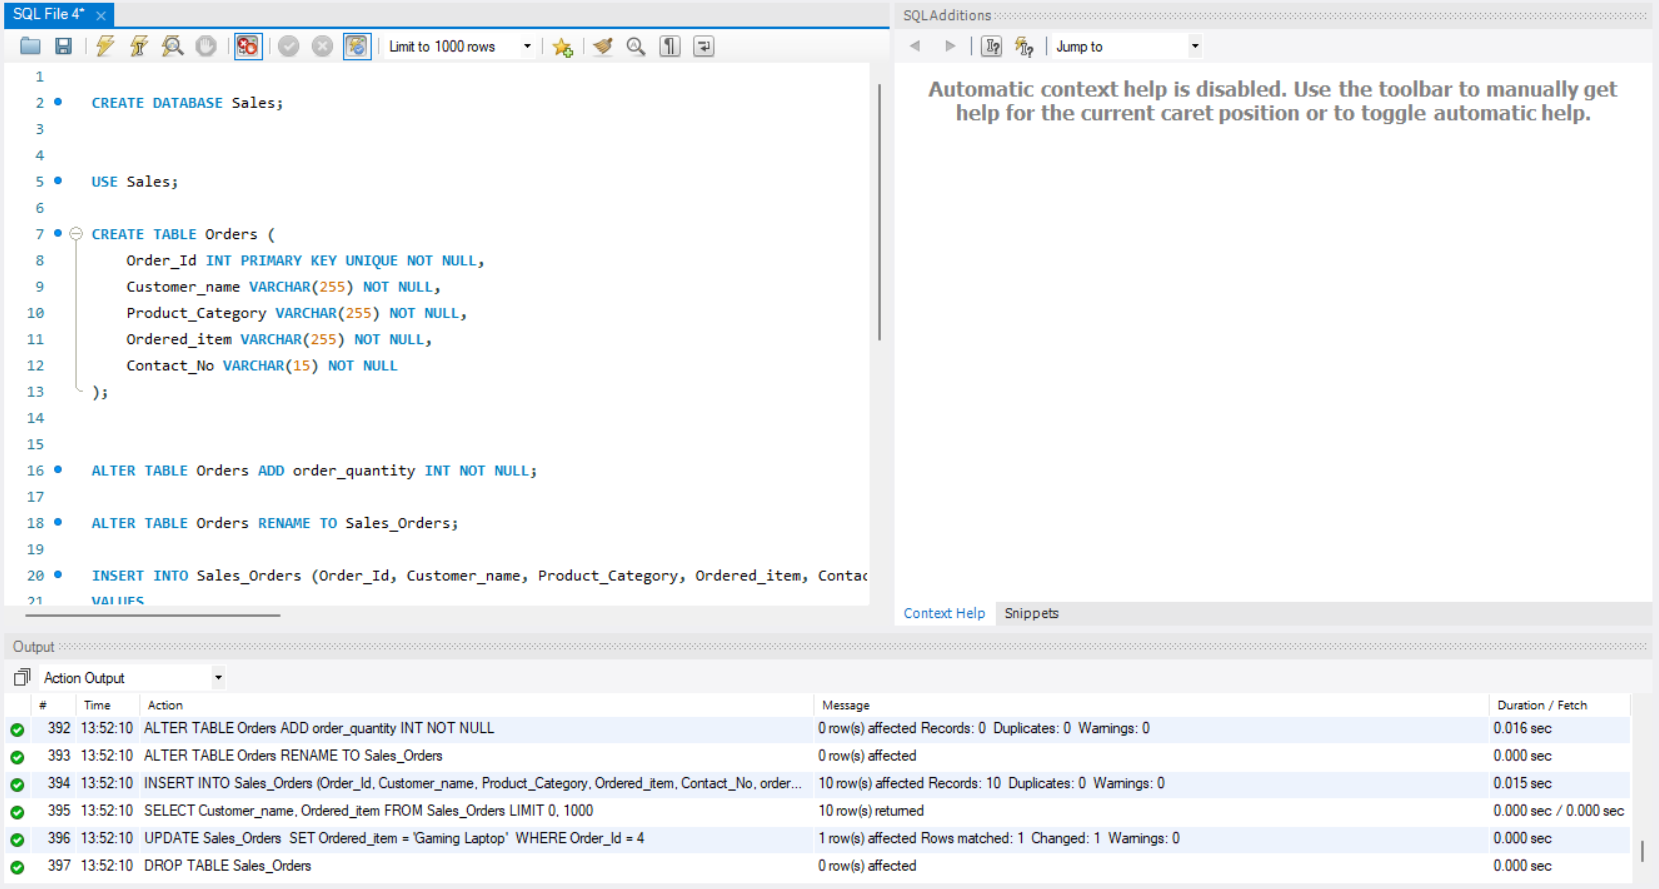 SQL File 4*
Limit to 1000 rows
1
2 CREATE DATABASE Sales;
3
4
5 USE Sales;
6
7 CREATE TABLE Orders (
8 Order_Id INT PRIMARY KEY UNIQUE NOT NULL,
9 Customer_name VARCHAR(255) NOT NULL,
10 Product_Category VARCHAR(255) NOT NULL,
11 Ordered_item VARCHAR(255) NOT NULL,
12 Contact_No VARCHAR(15) NOT NULL
13 );
14
15
16 ALTER TABLE Orders ADD order_quantity INT NOT NULL;
17
18 ALTER TABLE Orders RENAME TO Sales_Orders;
19
20 INSERT INTO Sales_Orders (Order_Id, Customer_name, Product_Category, Ordered_item, Contac
21 VALUES
SQLAdditions
Jump to
Automatic context help is disabled. Use the toolbar to manually get
help for the current caret position or to toggle automatic help.
Context Help Snippets
Output
Action Output
# Time Action Message Duration / Fetch
392 13:52:10 ALTER TABLE Orders ADD order_quantity INT NOT NULL 0 row(s) affected Records: 0 Duplicates: 0 Warnings: 0 0.016 sec
393 13:52:10 ALTER TABLE Orders RENAME TO Sales_Orders 0 row(s) affected 0.000 sec
394 13:52:10 INSERT INTO Sales_Orders (Order_Id, Customer_name, Product_Category, Ordered_item, Contact_No, order... 10 row(s) affected Records: 10 Duplicates: 0 Warnings: 0 0.015 sec
395 13:52:10 SELECT Customer_name, Ordered_item FROM Sales_Orders LIMIT 0, 1000 10 row(s) returned 0.000 sec / 0.000 sec
396 13:52:10 UPDATE Sales_Orders SET Ordered_item = 'Gaming Laptop' WHERE Order_Id = 4 1 row(s) affected Rows matched: 1 Changed: 1 Warnings: 0 0.000 sec
397 13:52:10 DROP TABLE Sales_Orders 0 row(s) affected 0.000 sec